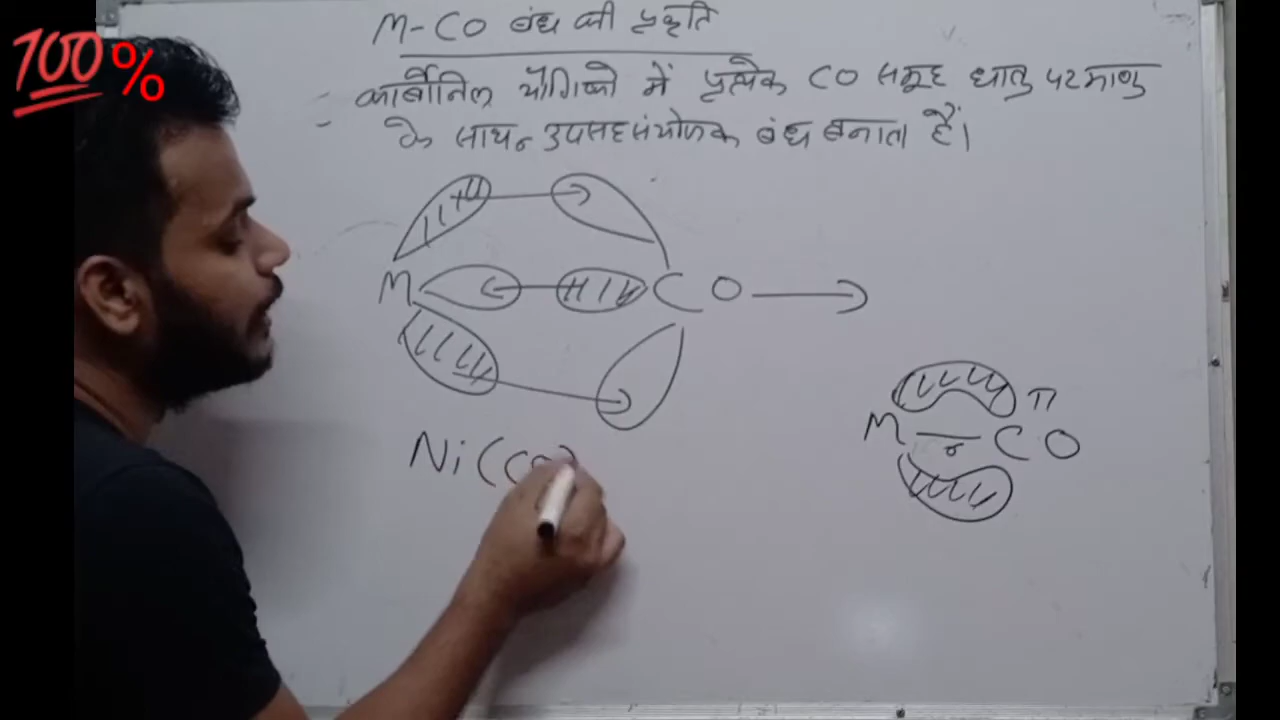 100%
M-CO बंध की प्रकृति
कार्बोनिल यौगिको में प्रत्येक CO समूह धातु परमाणु
के साथ उपसहसंयोजक बंध बनाता है।
M CO
π
M — CO
σ
Ni(CO)